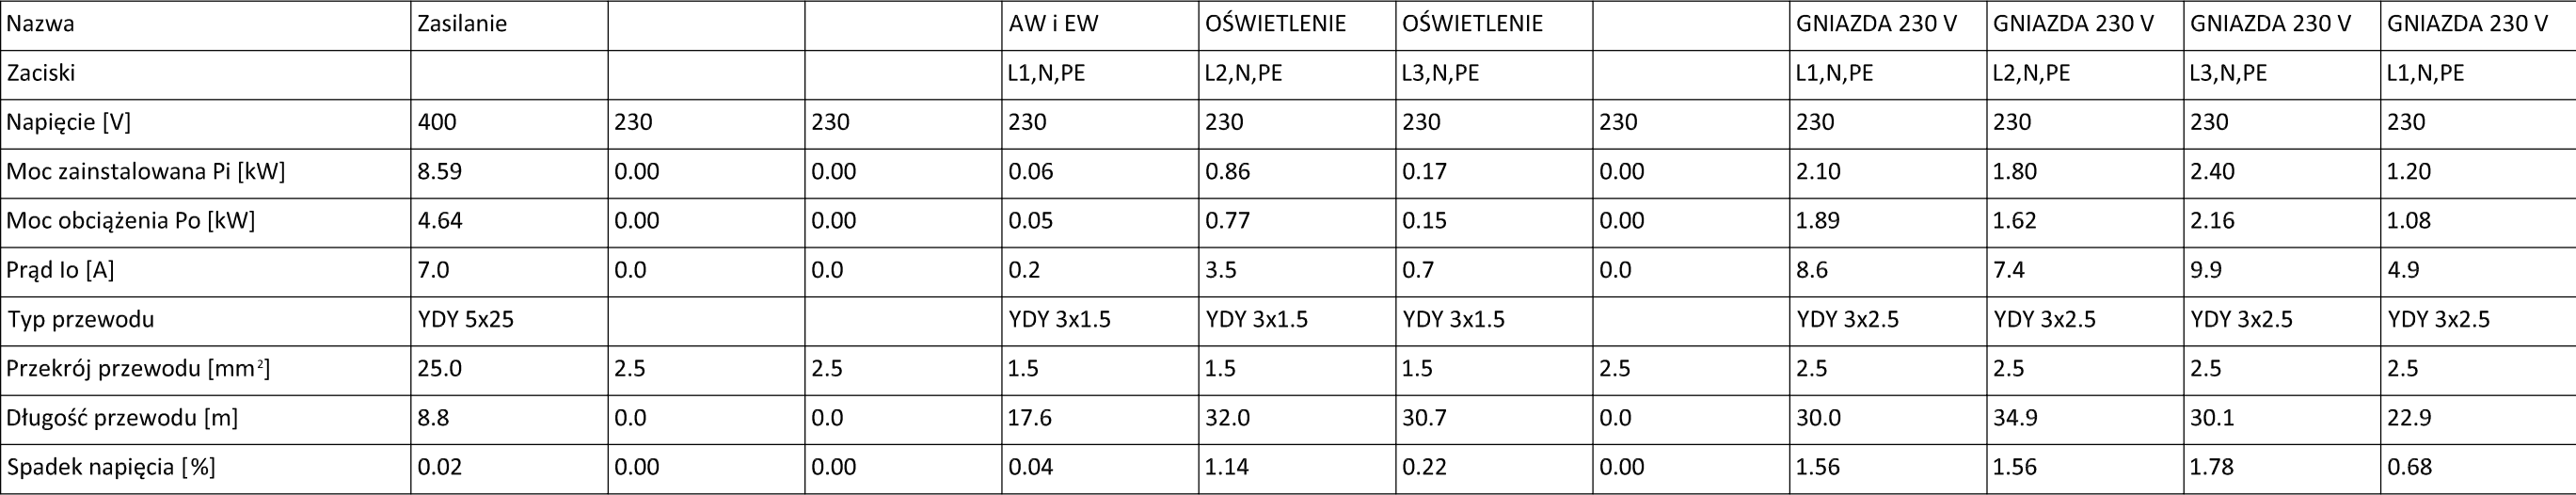 Nazwa Zasilanie AW i EW OŚWIETLENIE OŚWIETLENIE GNIAZDA 230 V GNIAZDA 230 V GNIAZDA 230 V GNIAZDA 230 V
Zaciski L1,N,PE L2,N,PE L3,N,PE L1,N,PE L2,N,PE L3,N,PE L1,N,PE
Napięcie [V] 400 230 230 230 230 230 230 230 230 230 230
Moc zainstalowana Pi [kW] 8.59 0.00 0.00 0.06 0.86 0.17 0.00 2.10 1.80 2.40 1.20
Moc obciążenia Po [kW] 4.64 0.00 0.00 0.05 0.77 0.15 0.00 1.89 1.62 2.16 1.08
Prąd Io [A] 7.0 0.0 0.0 0.2 3.5 0.7 0.0 8.6 7.4 9.9 4.9
Typ przewodu YDY 5x25 YDY 3x1.5 YDY 3x1.5 YDY 3x1.5 YDY 3x2.5 YDY 3x2.5 YDY 3x2.5 YDY 3x2.5
Przekrój przewodu [mm²] 25.0 2.5 2.5 1.5 1.5 1.5 2.5 2.5 2.5 2.5 2.5
Długość przewodu [m] 8.8 0.0 0.0 17.6 32.0 30.7 0.0 30.0 34.9 30.1 22.9
Spadek napięcia [%] 0.02 0.00 0.00 0.04 1.14 0.22 0.00 1.56 1.56 1.78 0.68